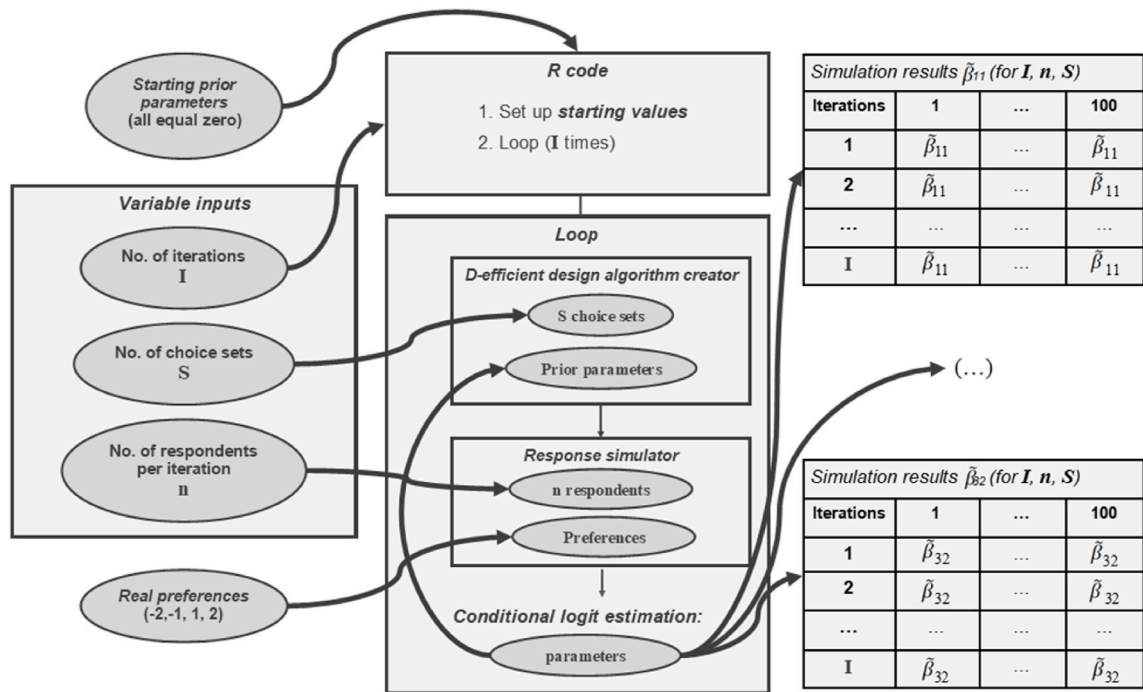 Starting prior
parameters
(all equal zero)
R code
1. Set up starting values
2. Loop (I times)
Variable inputs
No. of iterations
I
No. of choice sets
S
No. of respondents
per iteration
n
Real preferences
(-2,-1, 1, 2)
Loop
D-efficient design algorithm creator
S choice sets
Prior parameters
Response simulator
n respondents
Preferences
Conditional logit estimation:
parameters
Simulation results β̃11 (for I, n, S)
Iterations 1 ... 100
1 β̃11 ... β̃11
2 β̃11 ... β̃11
... ... ... ...
I β̃11 ... β̃11
(...)
Simulation results β̃32 (for I, n, S)
Iterations 1 ... 100
1 β̃32 ... β̃32
2 β̃32 ... β̃32
... ... ... ...
I β̃32 ... β̃32